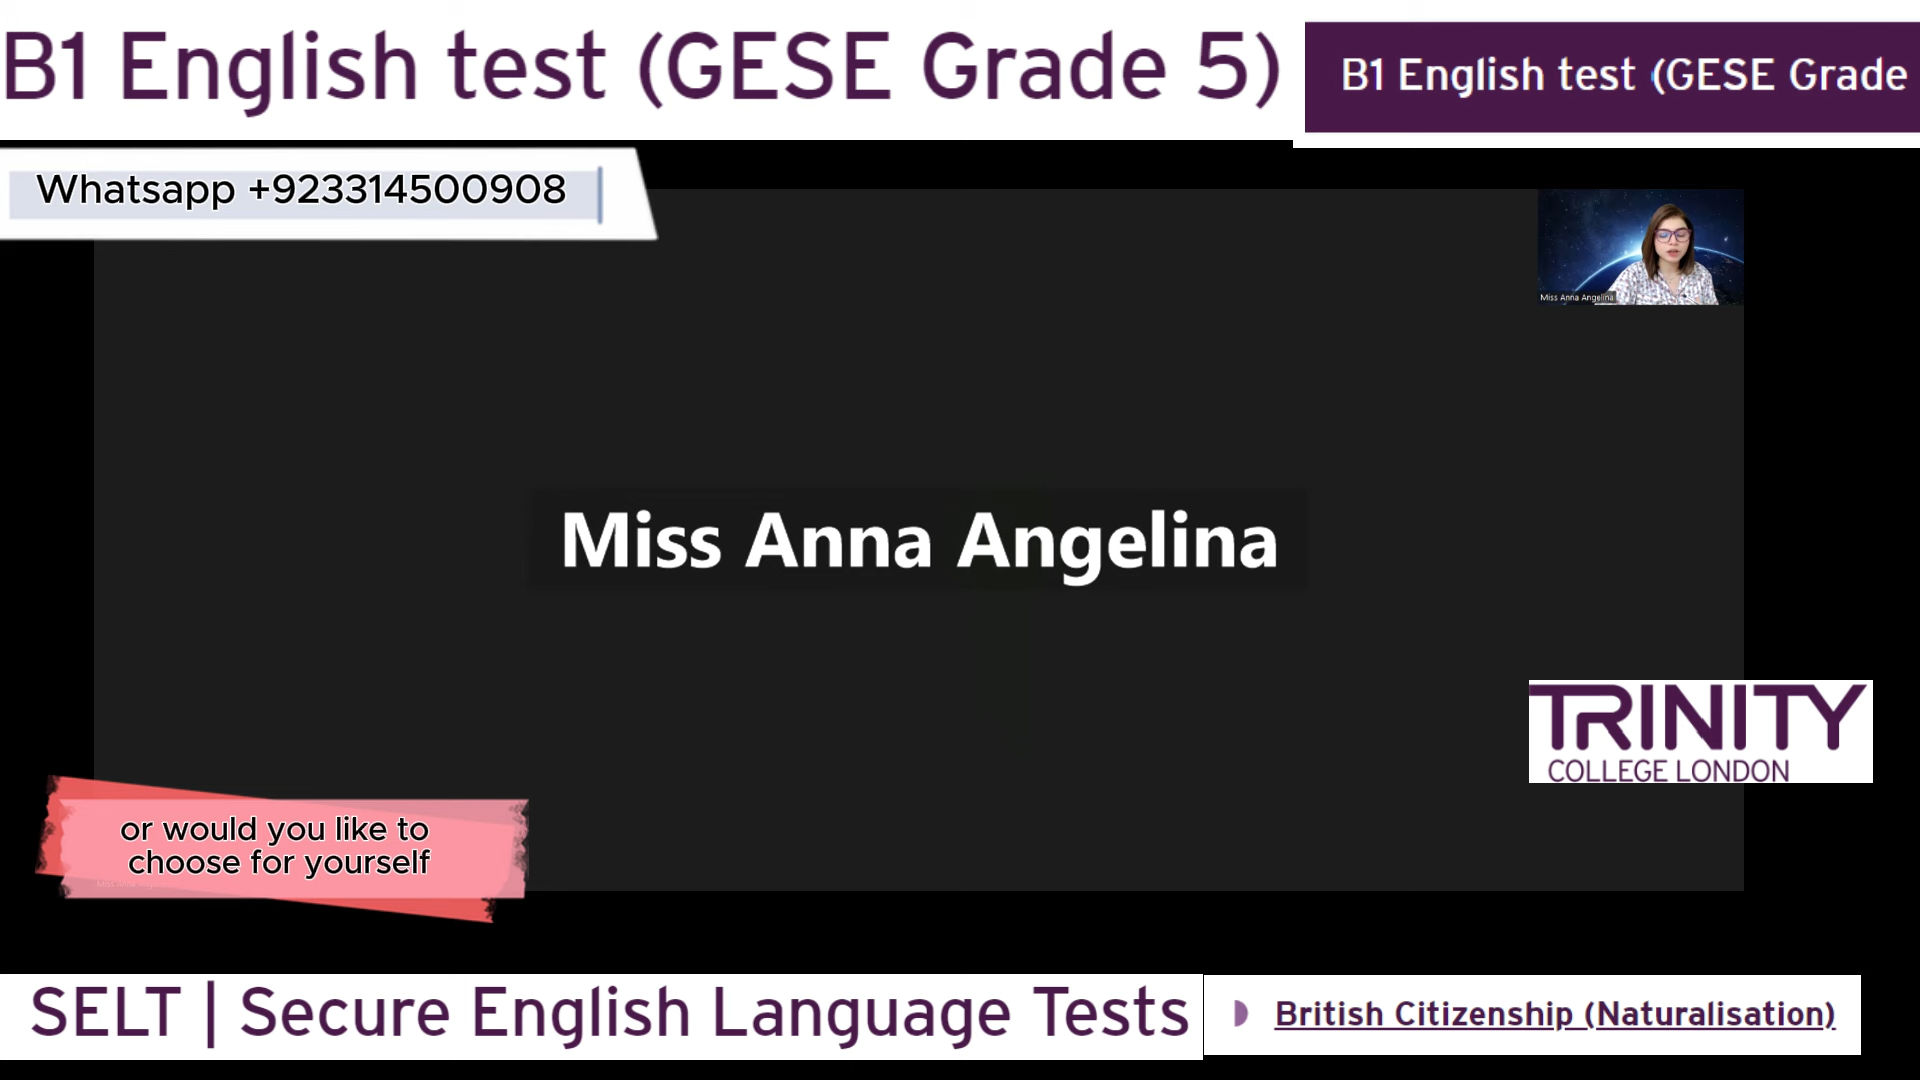 B1 English test (GESE Grade 5)
B1 English test (GESE Grade
Whatsapp +923314500908
Miss Anna Angelina
Miss Anna Angelina
TRINITY
COLLEGE LONDON
or would you like to
choose for yourself
SELT | Secure English Language Tests
British Citizenship (Naturalisation)